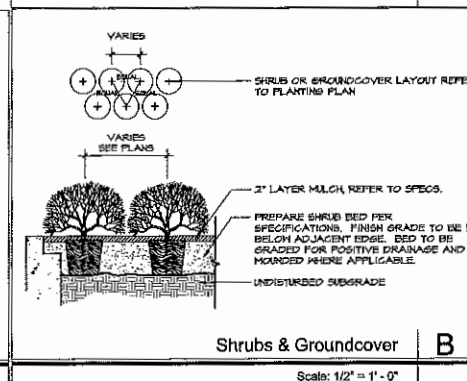 VARIES
EQUAL
EQUAL EQUAL
SHRUB OR GROUNDCOVER LAYOUT REFE
TO PLANTING PLAN
VARIES
SEE PLANS
2" LAYER MULCH, REFER TO SPECS.
PREPARE SHRUB BED PER
SPECIFICATIONS. FINISH GRADE TO BE
BELOW ADJACENT EDGE. BED TO BE
GRADED FOR POSITIVE DRAINAGE AND
MOUNDED WHERE APPLICABLE.
UNDISTURBED SUBGRADE
Shrubs & Groundcover B
Scale: 1/2" = 1' - 0"